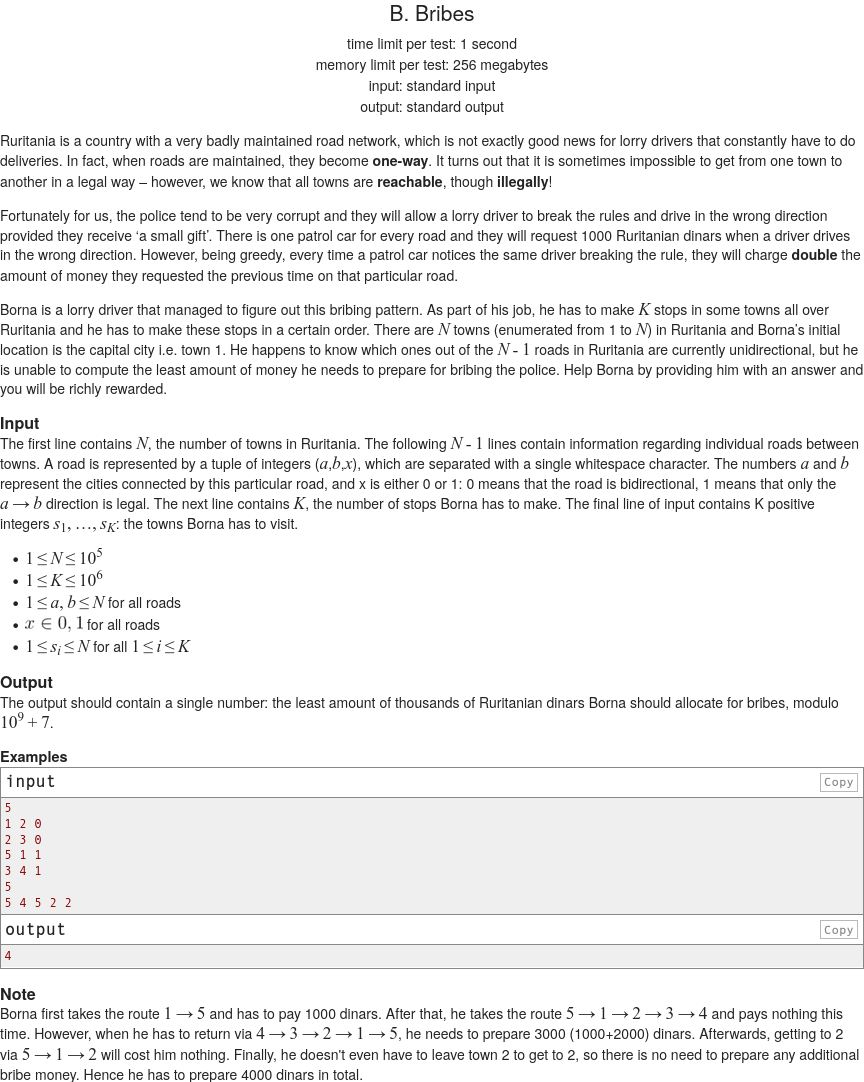 B. Bribes
time limit per test: 1 second
memory limit per test: 256 megabytes
input: standard input
output: standard output
Ruritania is a country with a very badly maintained road network, which is not exactly good news for lorry drivers that constantly have to do
deliveries. In fact, when roads are maintained, they become one-way. It turns out that it is sometimes impossible to get from one town to
another in a legal way – however, we know that all towns are reachable, though illegally!
Fortunately for us, the police tend to be very corrupt and they will allow a lorry driver to break the rules and drive in the wrong direction
provided they receive ‘a small gift’. There is one patrol car for every road and they will request 1000 Ruritanian dinars when a driver drives
in the wrong direction. However, being greedy, every time a patrol car notices the same driver breaking the rule, they will charge double the
amount of money they requested the previous time on that particular road.
Borna is a lorry driver that managed to figure out this bribing pattern. As part of his job, he has to make K stops in some towns all over
Ruritania and he has to make these stops in a certain order. There are N towns (enumerated from 1 to N) in Ruritania and Borna's initial
location is the capital city i.e. town 1. He happens to know which ones out of the N - 1 roads in Ruritania are currently unidirectional, but he
is unable to compute the least amount of money he needs to prepare for bribing the police. Help Borna by providing him with an answer and
you will be richly rewarded.
Input
The first line contains N, the number of towns in Ruritania. The following N - 1 lines contain information regarding individual roads between
towns. A road is represented by a tuple of integers (a,b,x), which are separated with a single whitespace character. The numbers a and b
represent the cities connected by this particular road, and x is either 0 or 1: 0 means that the road is bidirectional, 1 means that only the
a → b direction is legal. The next line contains K, the number of stops Borna has to make. The final line of input contains K positive
integers s1, …, sK: the towns Borna has to visit.
• 1 ≤ N ≤ 10^5
• 1 ≤ K ≤ 10^6
• 1 ≤ a, b ≤ N for all roads
• x ∈ 0, 1 for all roads
• 1 ≤ si ≤ N for all 1 ≤ i ≤ K
Output
The output should contain a single number: the least amount of thousands of Ruritanian dinars Borna should allocate for bribes, modulo
10^9 + 7.
Examples
input Copy
5
1 2 0
2 3 0
5 1 1
3 4 1
5
5 4 5 2 2
output Copy
4
Note
Borna first takes the route 1 → 5 and has to pay 1000 dinars. After that, he takes the route 5 → 1 → 2 → 3 → 4 and pays nothing this
time. However, when he has to return via 4 → 3 → 2 → 1 → 5, he needs to prepare 3000 (1000+2000) dinars. Afterwards, getting to 2
via 5 → 1 → 2 will cost him nothing. Finally, he doesn't even have to leave town 2 to get to 2, so there is no need to prepare any additional
bribe money. Hence he has to prepare 4000 dinars in total.